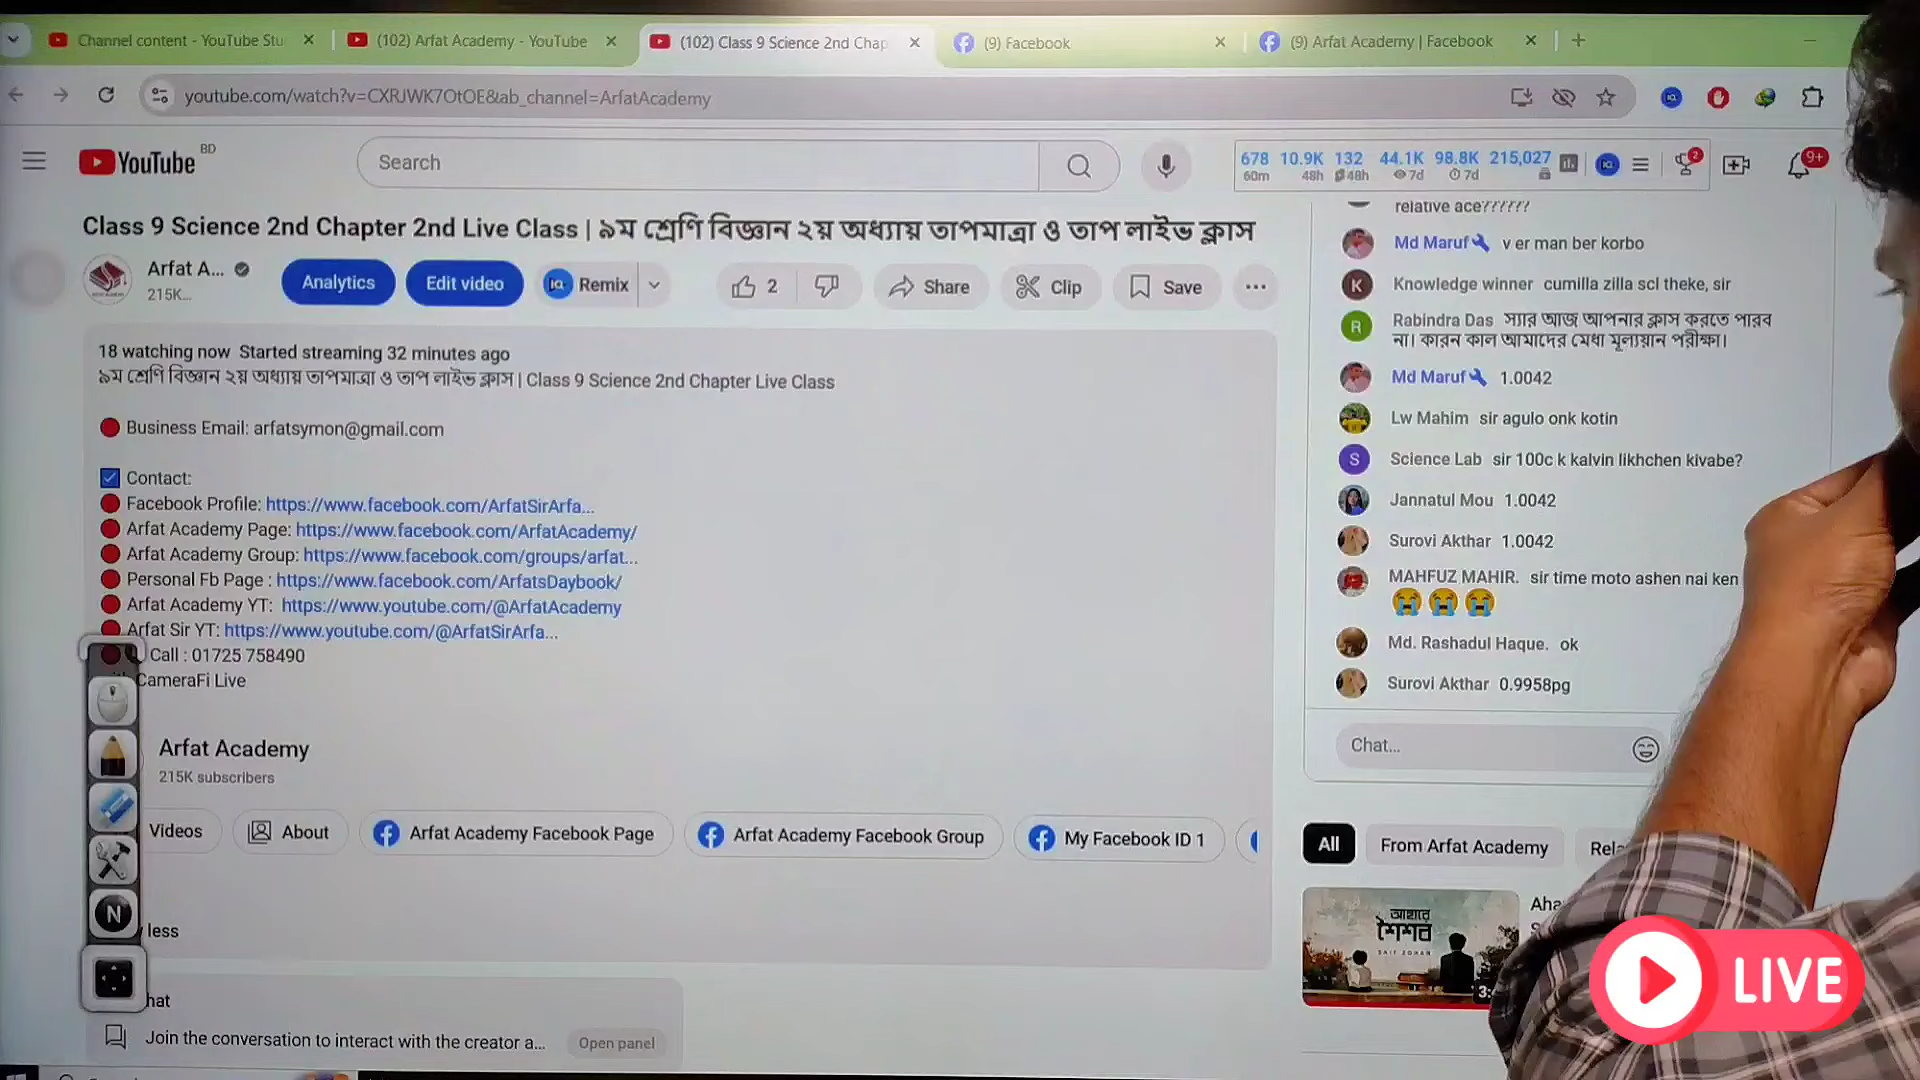 Channel content - YouTube Stu
(102) Arfat Academy - YouTube
(102) Class 9 Science 2nd Chap
(9) Facebook
(9) Arfat Academy | Facebook
youtube.com/watch?v=CXRJWK7OtOE&ab_channel=ArfatAcademy
YouTube BD
Search
678 10.9K 132 44.1K 98.8K 215,027
60m 48h 48h 7d 7d
2
9+
Class 9 Science 2nd Chapter 2nd Live Class | ৯ম শ্রেণি বিজ্ঞান ২য় অধ্যায় তাপমাত্রা ও তাপ লাইভ ক্লাস
Arfat A...
215K...
Analytics
Edit video
Remix
2
Share
Clip
Save
18 watching now Started streaming 32 minutes ago
৯ম শ্রেণি বিজ্ঞান ২য় অধ্যায় তাপমাত্রা ও তাপ লাইভ ক্লাস | Class 9 Science 2nd Chapter Live Class
Business Email: arfatsymon@gmail.com
Contact:
Facebook Profile: https://www.facebook.com/ArfatSirArfa...
Arfat Academy Page: https://www.facebook.com/ArfatAcademy/
Arfat Academy Group: https://www.facebook.com/groups/arfat...
Personal Fb Page : https://www.facebook.com/ArfatsDaybook/
Arfat Academy YT: https://www.youtube.com/@ArfatAcademy
Arfat Sir YT: https://www.youtube.com/@ArfatSirArfa...
Call : 01725 758490
CameraFi Live
Arfat Academy
215K subscribers
Videos
About
Arfat Academy Facebook Page
Arfat Academy Facebook Group
My Facebook ID 1
N
less
hat
Join the conversation to interact with the creator a...
Open panel
relative ace??????
Md Maruf v er man ber korbo
K
Knowledge winner cumilla zilla scl theke, sir
R
Rabindra Das স্যার আজ আপনার ক্লাস করতে পারব
না। কারন কাল আমাদের মেধা মূল্যয়ান পরীক্ষা।
Md Maruf 1.0042
Lw Mahim sir agulo onk kotin
S
Science Lab sir 100c k kalvin likhchen kivabe?
Jannatul Mou 1.0042
Surovi Akthar 1.0042
MAHFUZ MAHIR. sir time moto ashen nai ken
Md. Rashadul Haque. ok
Surovi Akthar 0.9958pg
Chat...
All
From Arfat Academy
Rela
আহারে
শৈশব
Aha
LIVE